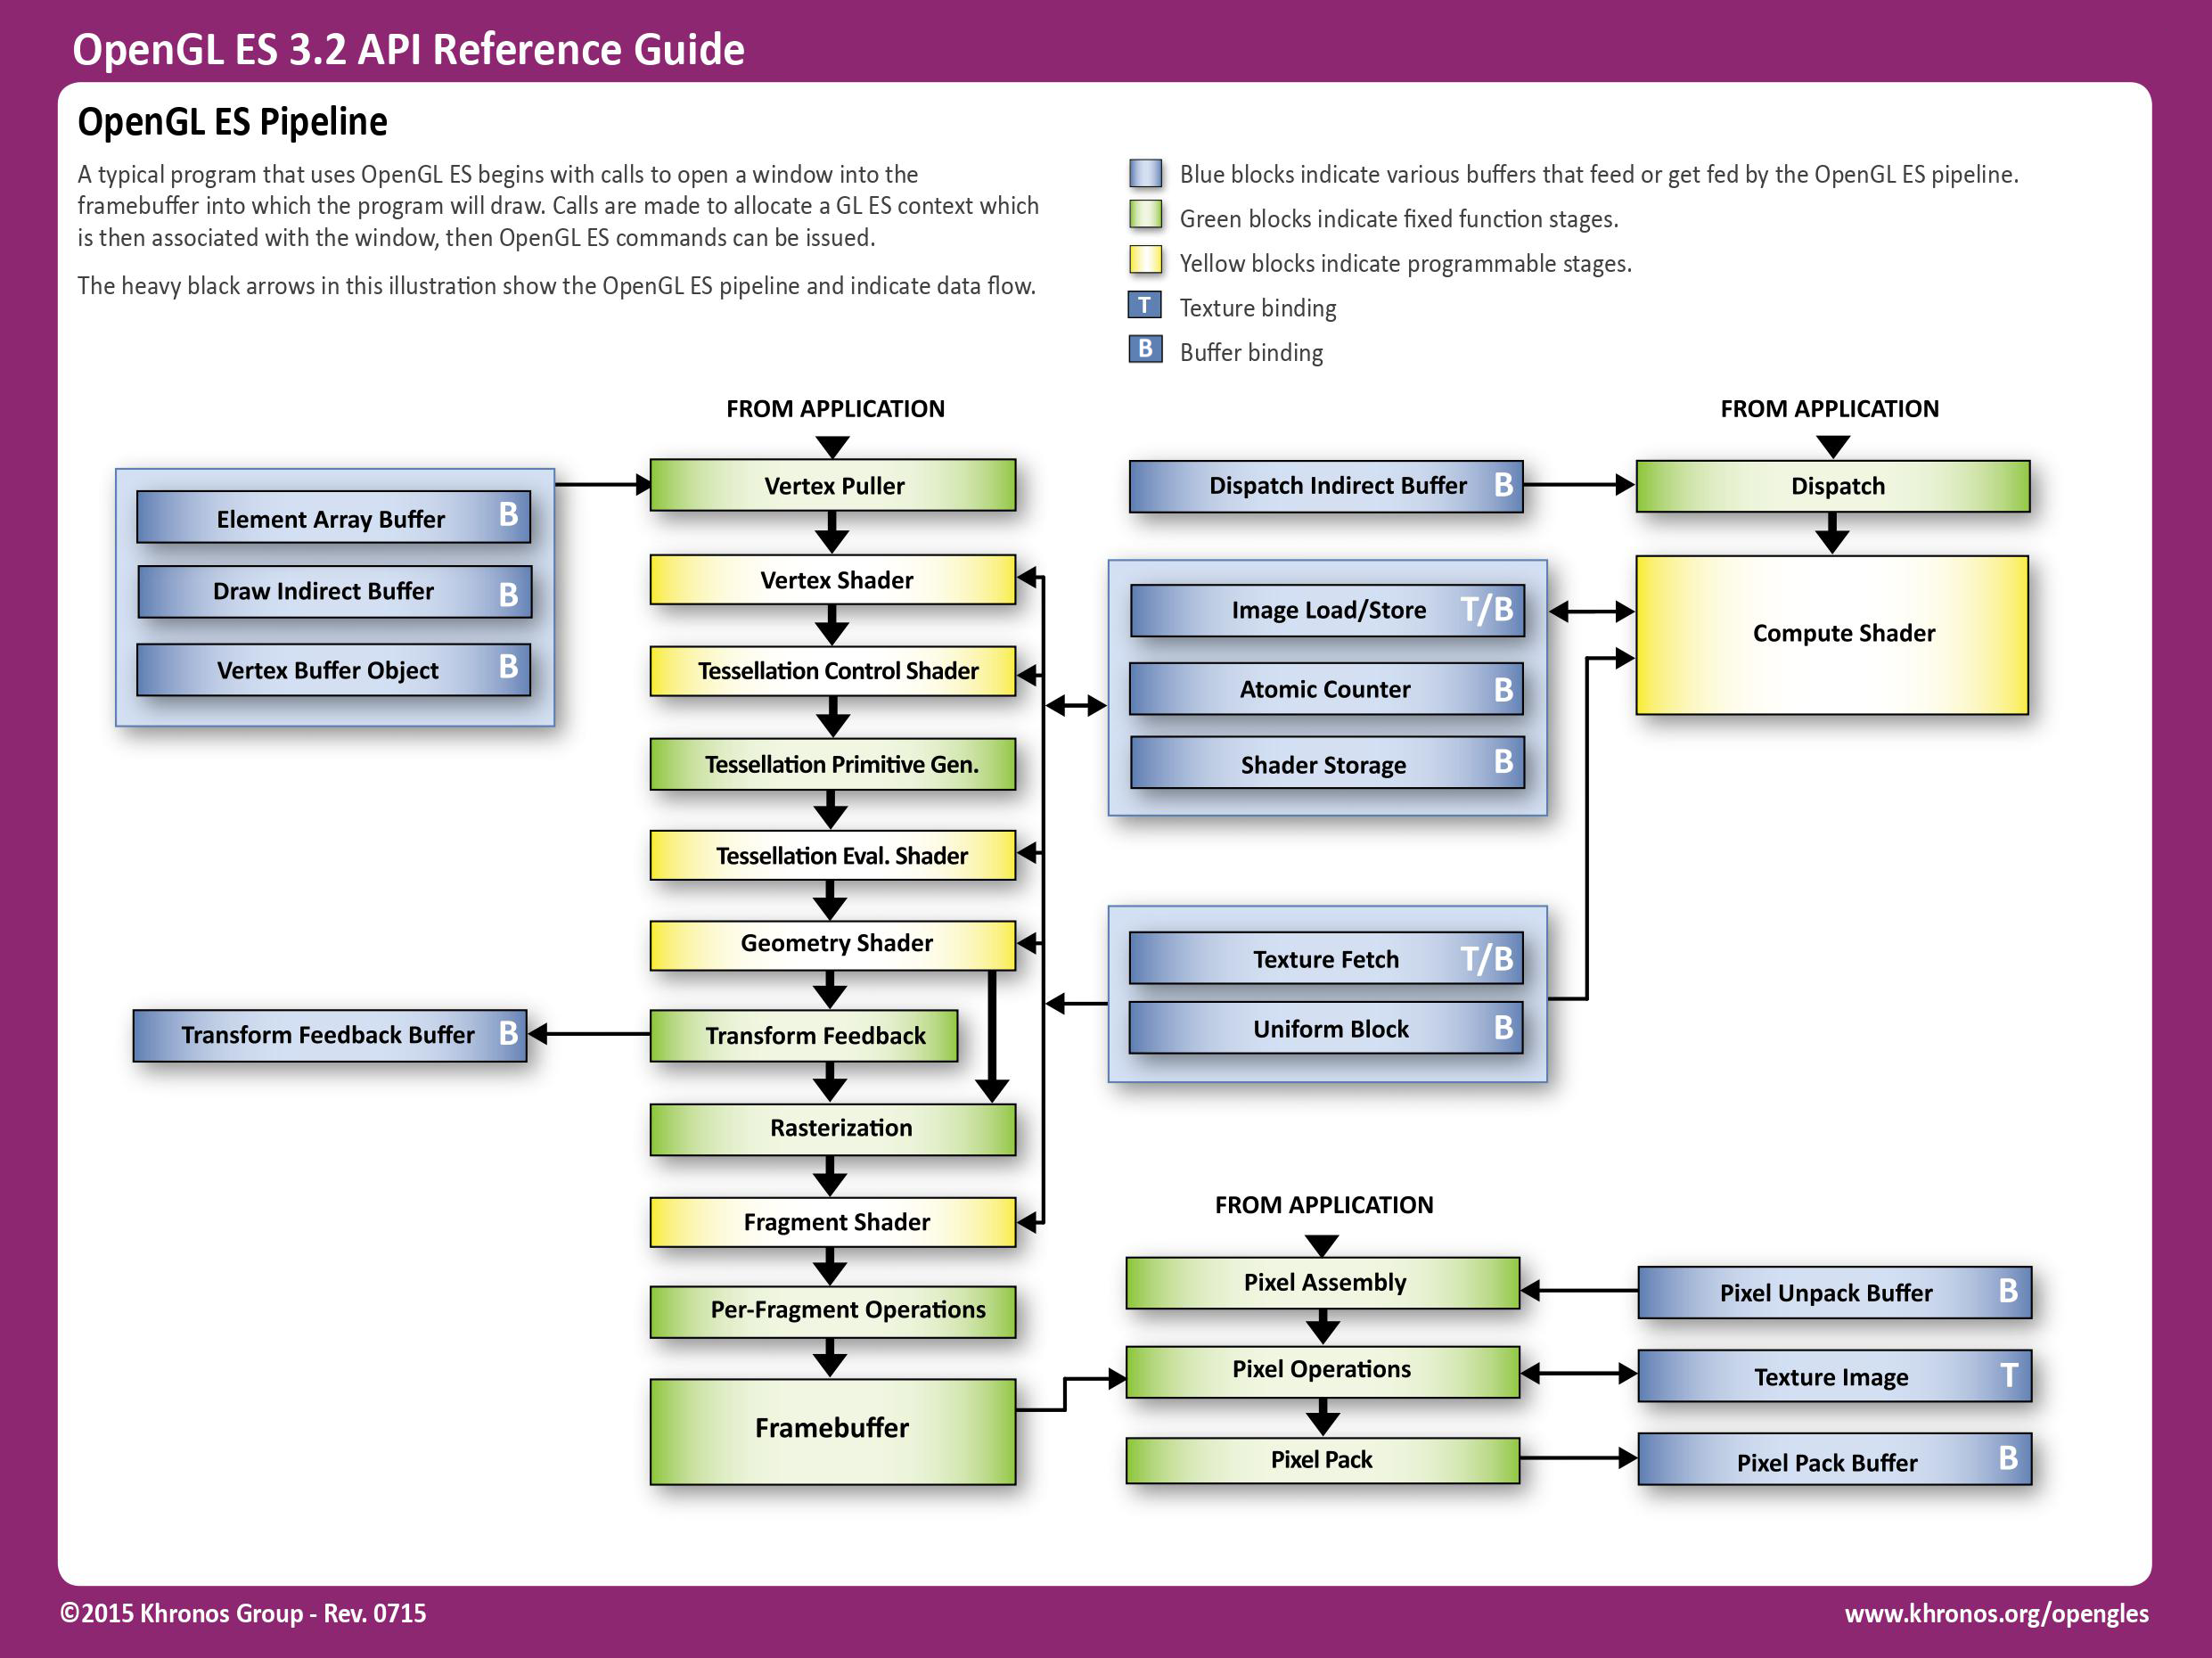 OpenGL ES 3.2 API Reference Guide
OpenGL ES Pipeline
A typical program that uses OpenGL ES begins with calls to open a window into the
framebuffer into which the program will draw. Calls are made to allocate a GL ES context which
is then associated with the window, then OpenGL ES commands can be issued.
The heavy black arrows in this illustration show the OpenGL ES pipeline and indicate data flow.
Blue blocks indicate various buffers that feed or get fed by the OpenGL ES pipeline.
Green blocks indicate fixed function stages.
Yellow blocks indicate programmable stages.
T Texture binding
B Buffer binding
FROM APPLICATION
Vertex Puller
Element Array Buffer B
Draw Indirect Buffer B
Vertex Buffer Object B
Vertex Shader
Tessellation Control Shader
Tessellation Primitive Gen.
Tessellation Eval. Shader
Geometry Shader
Transform Feedback
Transform Feedback Buffer B
Rasterization
Fragment Shader
Per-Fragment Operations
Framebuffer
FROM APPLICATION
Dispatch Indirect Buffer B
Dispatch
Image Load/Store T/B
Atomic Counter B
Shader Storage B
Compute Shader
Texture Fetch T/B
Uniform Block B
FROM APPLICATION
Pixel Assembly
Pixel Unpack Buffer B
Pixel Operations
Texture Image T
Pixel Pack
Pixel Pack Buffer B
©2015 Khronos Group - Rev. 0715
www.khronos.org/opengles